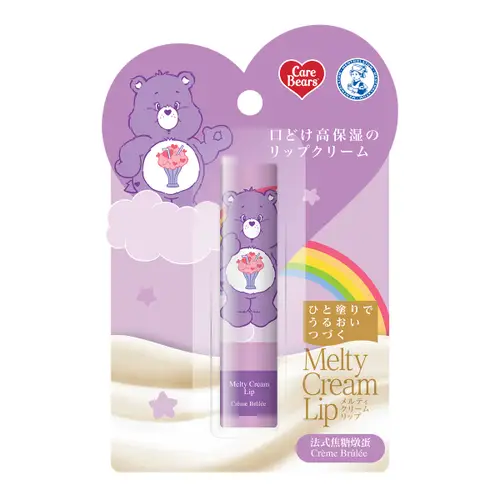 Care
Bears
口どけ高保湿の
リップクリーム
ひと塗りで
うるおい
つづく
Melty
Cream
Lip
メルティ
クリーム
リップ
法式焦糖燉蛋
Crème Brûlée
Melty Cream
Lip
Crème Brûlée